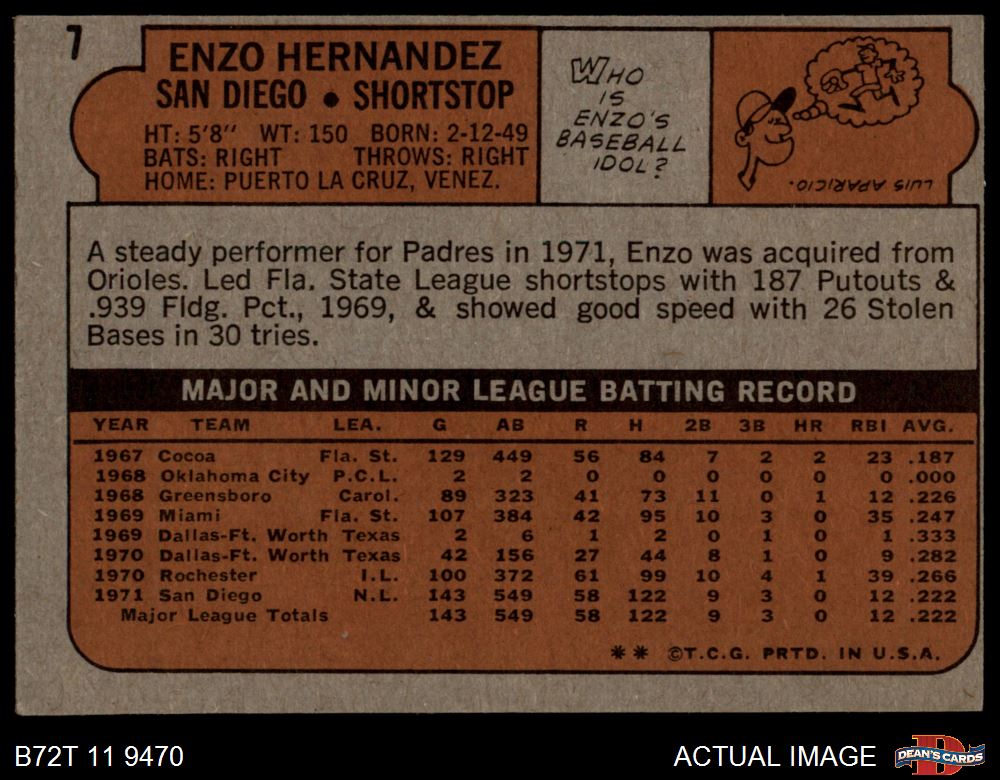 7
ENZO HERNANDEZ
SAN DIEGO • SHORTSTOP
HT: 5'8" WT: 150 BORN: 2-12-49
BATS: RIGHT THROWS: RIGHT
HOME: PUERTO LA CRUZ, VENEZ.
WHO
IS
ENZO'S
BASEBALL
IDOL?
LUIS APARICIO.
A steady performer for Padres in 1971, Enzo was acquired from
Orioles. Led Fla. State League shortstops with 187 Putouts &
.939 Fldg. Pct., 1969, & showed good speed with 26 Stolen
Bases in 30 tries.
MAJOR AND MINOR LEAGUE BATTING RECORD
YEAR TEAM LEA. G AB R H 2B 3B HR RBI AVG.
1967 Cocoa Fla. St. 129 449 56 84 7 2 2 23 .187
1968 Oklahoma City P.C.L. 2 2 0 0 0 0 0 0 .000
1968 Greensboro Carol. 89 323 41 73 11 0 1 12 .226
1969 Miami Fla. St. 107 384 42 95 10 3 0 35 .247
1969 Dallas-Ft. Worth Texas 2 6 1 2 0 1 0 1 .333
1970 Dallas-Ft. Worth Texas 42 156 27 44 8 1 0 9 .282
1970 Rochester I.L. 100 372 61 99 10 4 1 39 .266
1971 San Diego N.L. 143 549 58 122 9 3 0 12 .222
Major League Totals 143 549 58 122 9 3 0 12 .222
** ©T.C.G. PRTD. IN U.S.A.
B72T 11 9470 ACTUAL IMAGE D DEAN'S CARDS